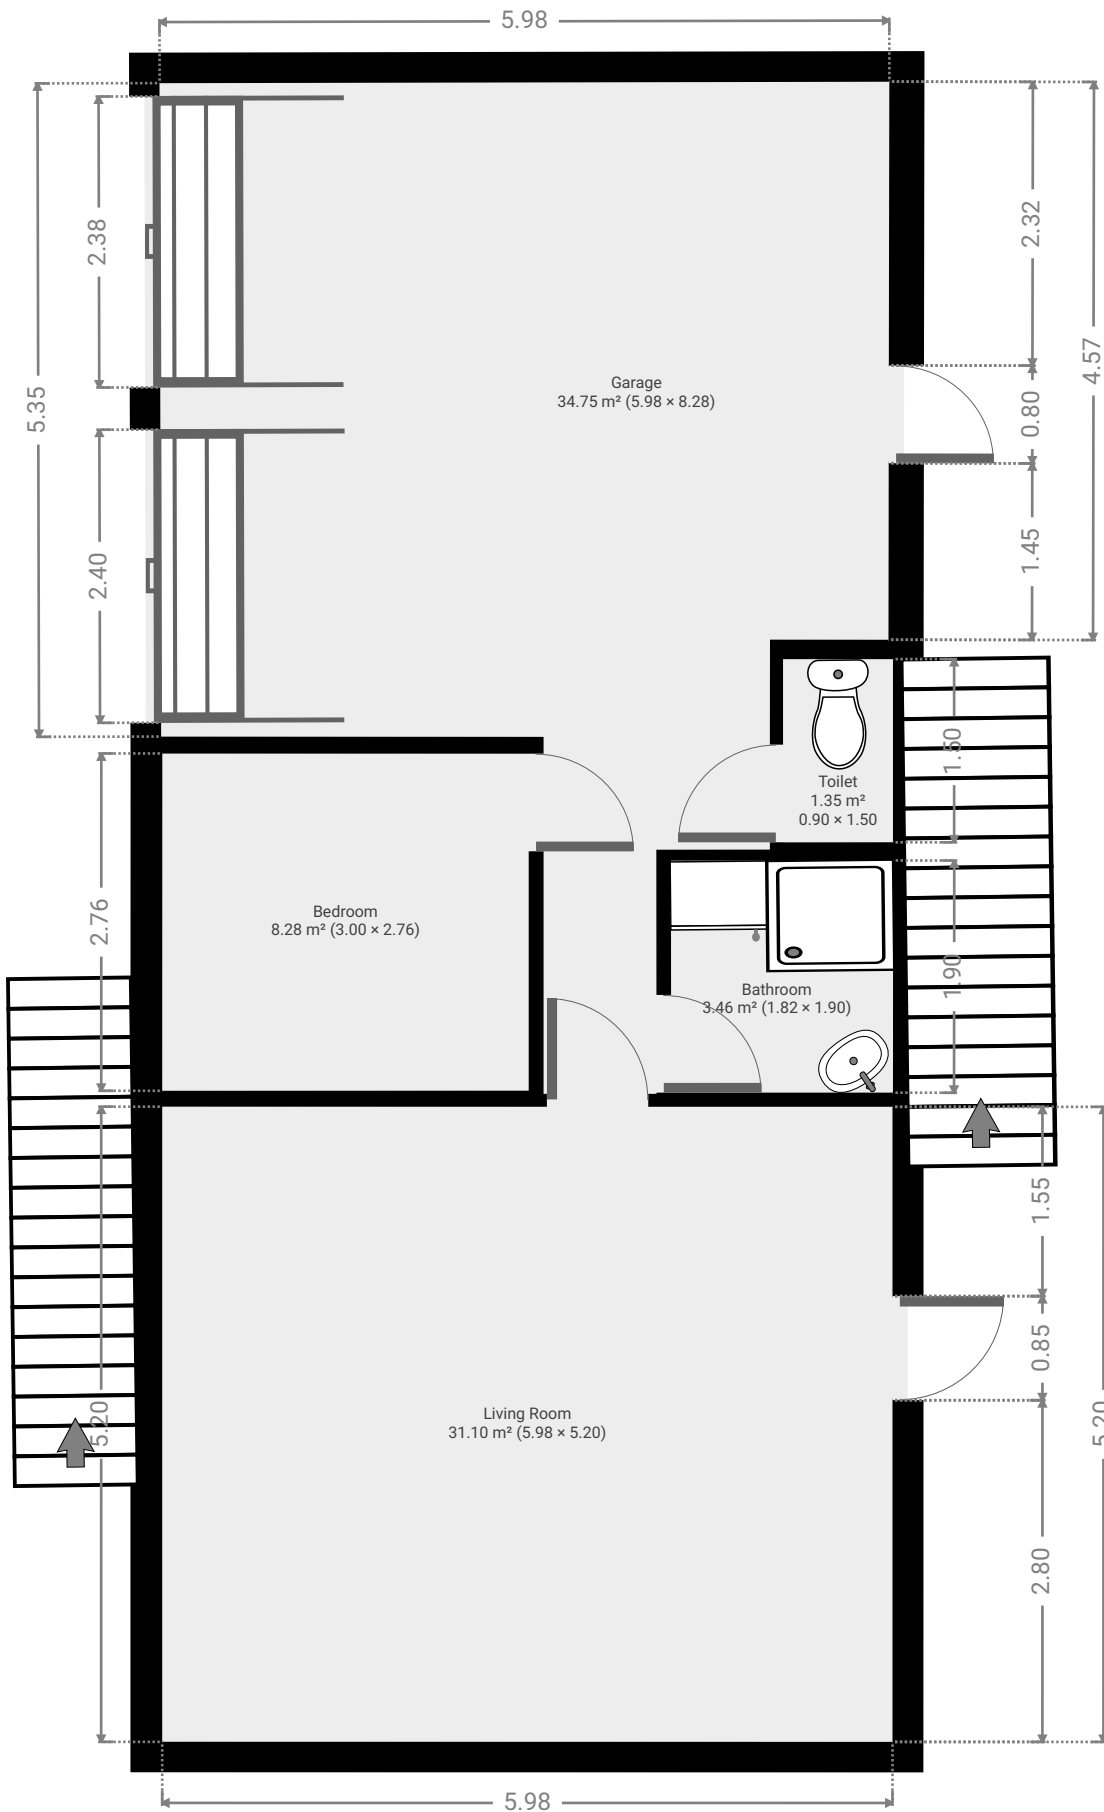 5.98
2.32
2.38
4.57
5.35
Garage
34.75 m² (5.98 × 8.28)
0.80
1.45
2.40
1.50
Toilet
1.35 m²
0.90 × 1.50
2.76
Bedroom
8.28 m² (3.00 × 2.76)
1.90
Bathroom
3.46 m² (1.82 × 1.90)
1.55
0.85
5.20
Living Room
31.10 m² (5.98 × 5.20)
5.20
2.80
5.98